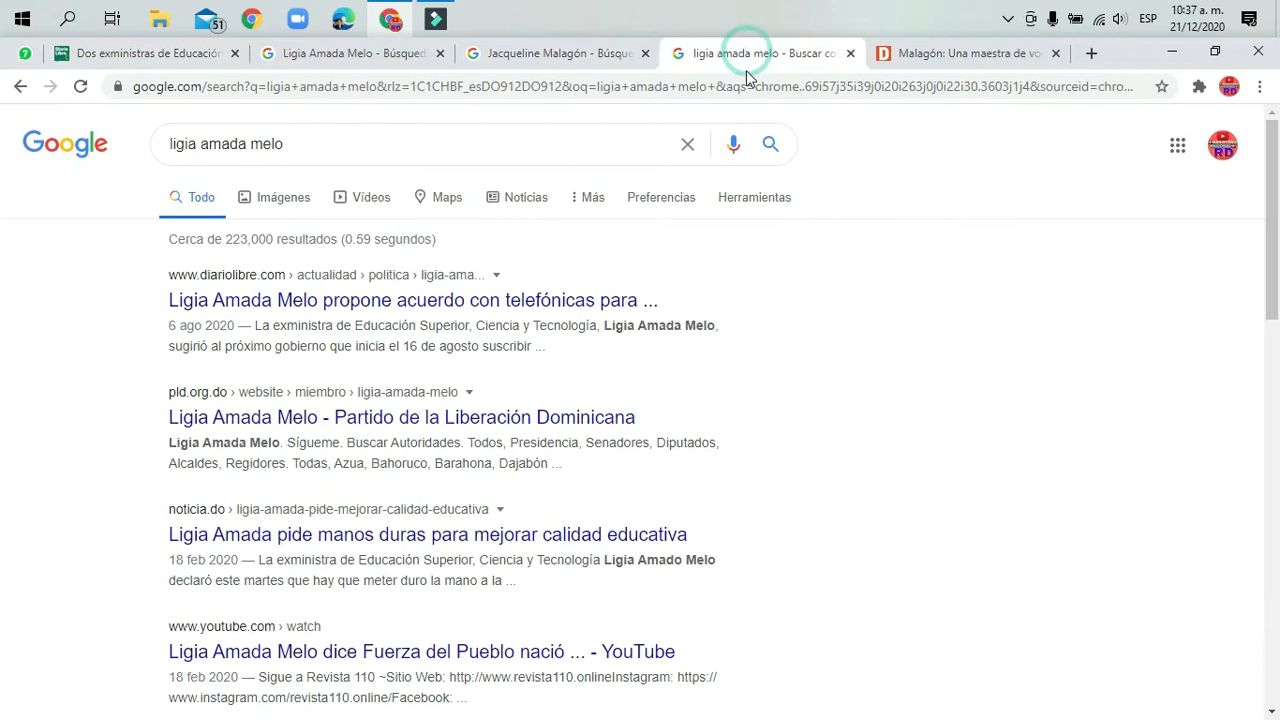 51
ESP
10:37 a. m.
21/12/2020
7
Dos exministras de Educación
Ligia Amada Melo - Búsqued
Jacqueline Malagón - Búsque
ligia amada melo - Buscar co
Malagón: Una maestra de vo
google.com/search?q=ligia+amada+melo&rlz=1C1CHBF_esDO912DO912&oq=ligia+amada+melo+&aqs=chrome..69i57j35i39j0i20i263j0j0i22i30.3603j1j4&sourceid=chro...
Google
ligia amada melo
RD
Todo
Imágenes
Vídeos
Maps
Noticias
Más
Preferencias
Herramientas
Cerca de 223,000 resultados (0.59 segundos)
www.diariolibre.com › actualidad › politica › ligia-ama...
Ligia Amada Melo propone acuerdo con telefónicas para ...
6 ago 2020 — La exministra de Educación Superior, Ciencia y Tecnología, Ligia Amada Melo,
sugirió al próximo gobierno que inicia el 16 de agosto suscribir ...
pld.org.do › website › miembro › ligia-amada-melo
Ligia Amada Melo - Partido de la Liberación Dominicana
Ligia Amada Melo. Sígueme. Buscar Autoridades. Todos, Presidencia, Senadores, Diputados,
Alcaldes, Regidores. Todas, Azua, Bahoruco, Barahona, Dajabón ...
noticia.do › ligia-amada-pide-mejorar-calidad-educativa
Ligia Amada pide manos duras para mejorar calidad educativa
18 feb 2020 — La exministra de Educación Superior, Ciencia y Tecnología Ligia Amado Melo
declaró este martes que hay que meter duro la mano a la ...
www.youtube.com › watch
Ligia Amada Melo dice Fuerza del Pueblo nació ... - YouTube
18 feb 2020 — Sigue a Revista 110 ~Sitio Web: http://www.revista110.onlineInstagram: https://
www.instagram.com/revista110.online/Facebook: ...